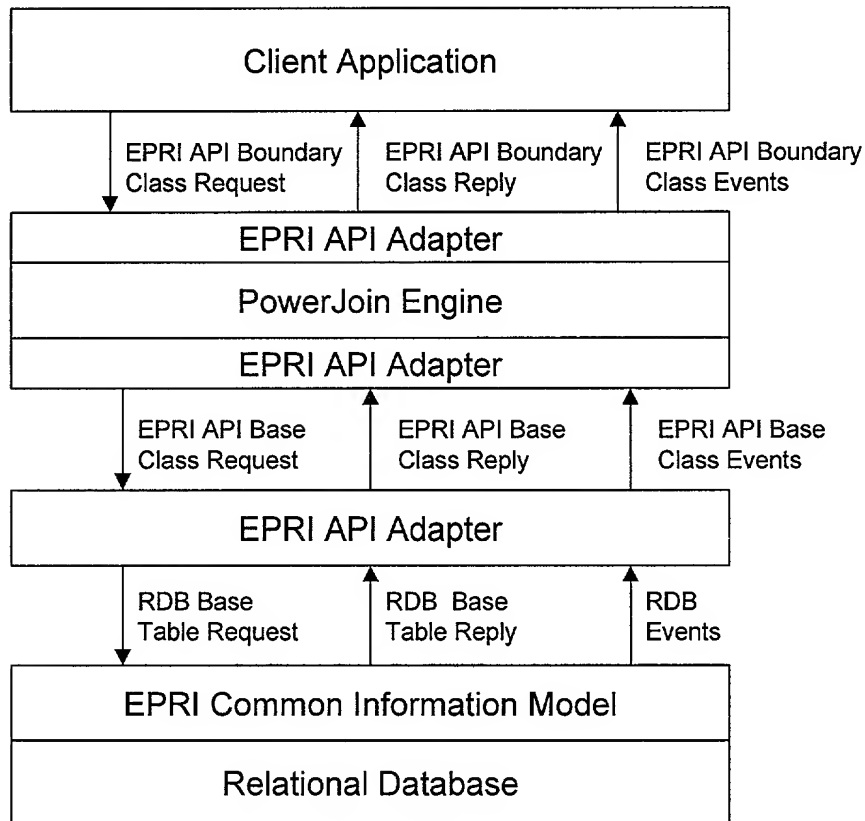 Client Application
EPRI API Boundary
Class Request
EPRI API Boundary
Class Reply
EPRI API Boundary
Class Events
EPRI API Adapter
PowerJoin Engine
EPRI API Adapter
EPRI API Base
Class Request
EPRI API Base
Class Reply
EPRI API Base
Class Events
EPRI API Adapter
RDB Base
Table Request
RDB Base
Table Reply
RDB
Events
EPRI Common Information Model
Relational Database